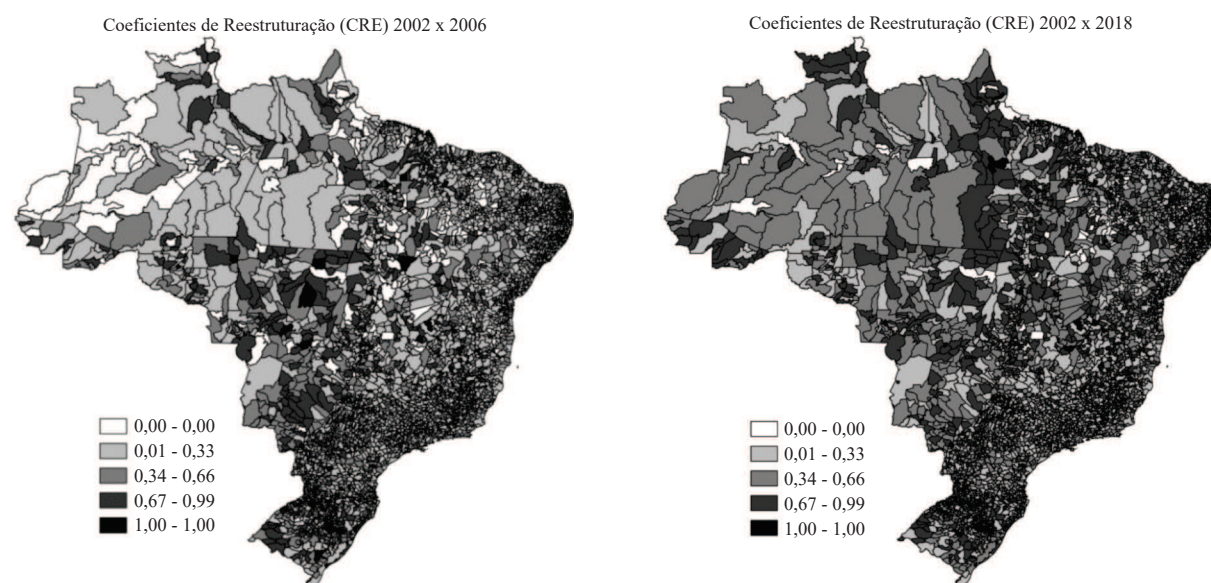 Coeficientes de Reestruturação (CRE) 2002 x 2006
0,00 - 0,00
0,01 - 0,33
0,34 - 0,66
0,67 - 0,99
1,00 - 1,00
Coeficientes de Reestruturação (CRE) 2002 x 2018
0,00 - 0,00
0,01 - 0,33
0,34 - 0,66
0,67 - 0,99
1,00 - 1,00